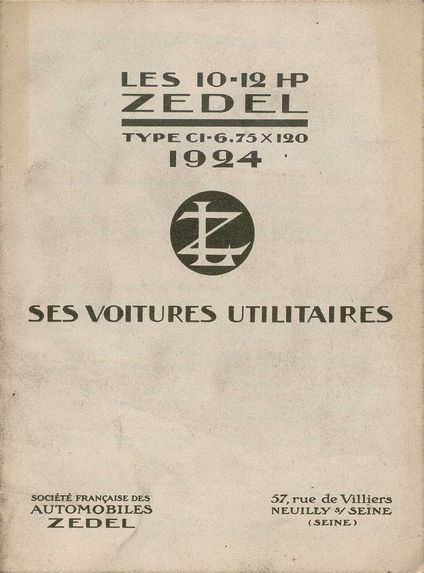 LES 10-12 HP
ZEDEL
TYPE CI-6.75 X 120
1924
ZL
SES VOITURES UTILITAIRES
SOCIÉTÉ FRANÇAISE DES
AUTOMOBILES
ZEDEL
57, rue de Villiers
NEUILLY s/ SEINE
(SEINE)